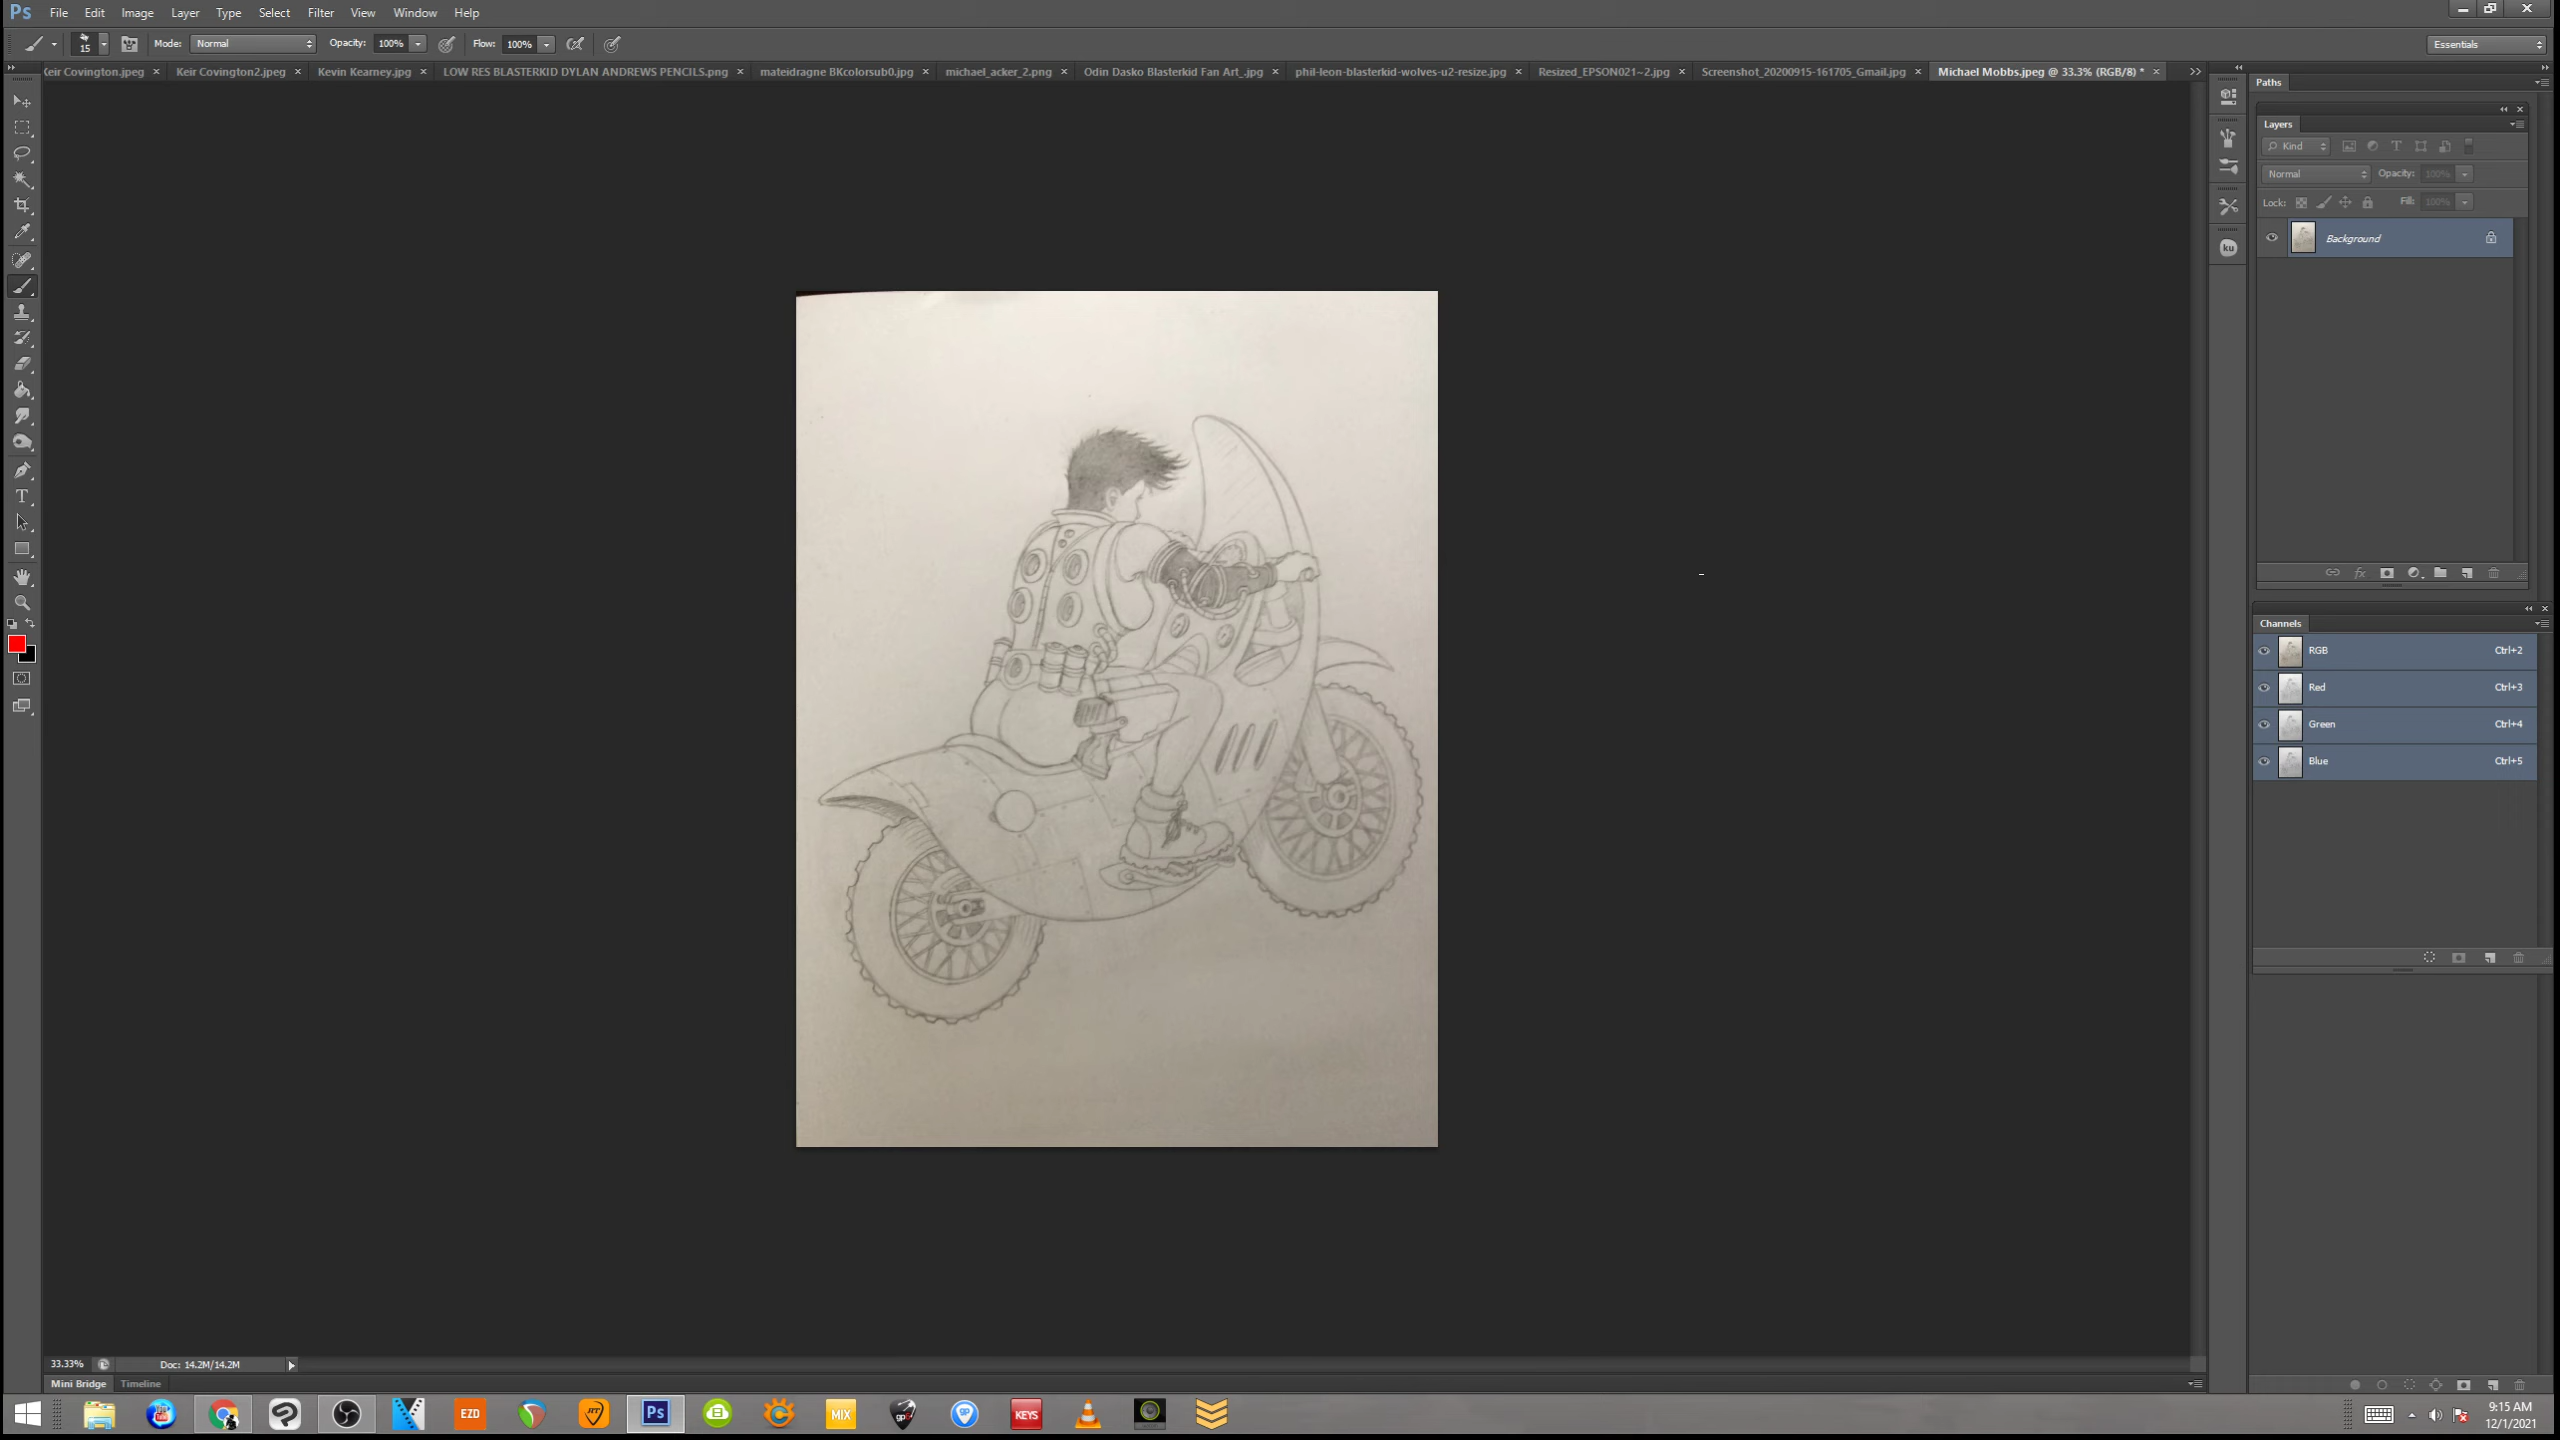 Ps File Edit Image Layer Type Select Filter View Window Help
15 Mode: Normal Opacity: 100% Flow: 100% Essentials
Keir Covington.jpeg × Keir Covington2.jpeg × Kevin Kearney.jpg × LOW RES BLASTERKID DYLAN ANDREWS PENCILS.png × mateidragne BKcolorsub0.jpg × michael_acker_2.png × Odin Dasko Blasterkid Fan Art_.jpg × phil-leon-blasterkid-wolves-u2-resize.jpg × Resized_EPSON021~2.jpg × Screenshot_20200915-161705_Gmail.jpg × Michael Mobbs.jpeg @ 33.3% (RGB/8) * ×
Paths
Layers
Kind
Normal Opacity: 100%
Lock: Fill: 100%
Background
ku
Channels
RGB Ctrl+2
Red Ctrl+3
Green Ctrl+4
Blue Ctrl+5
33.33% Doc: 14.2M/14.2M
Mini Bridge Timeline
EZD Ps MIX KEYS
9:15 AM
12/1/2021